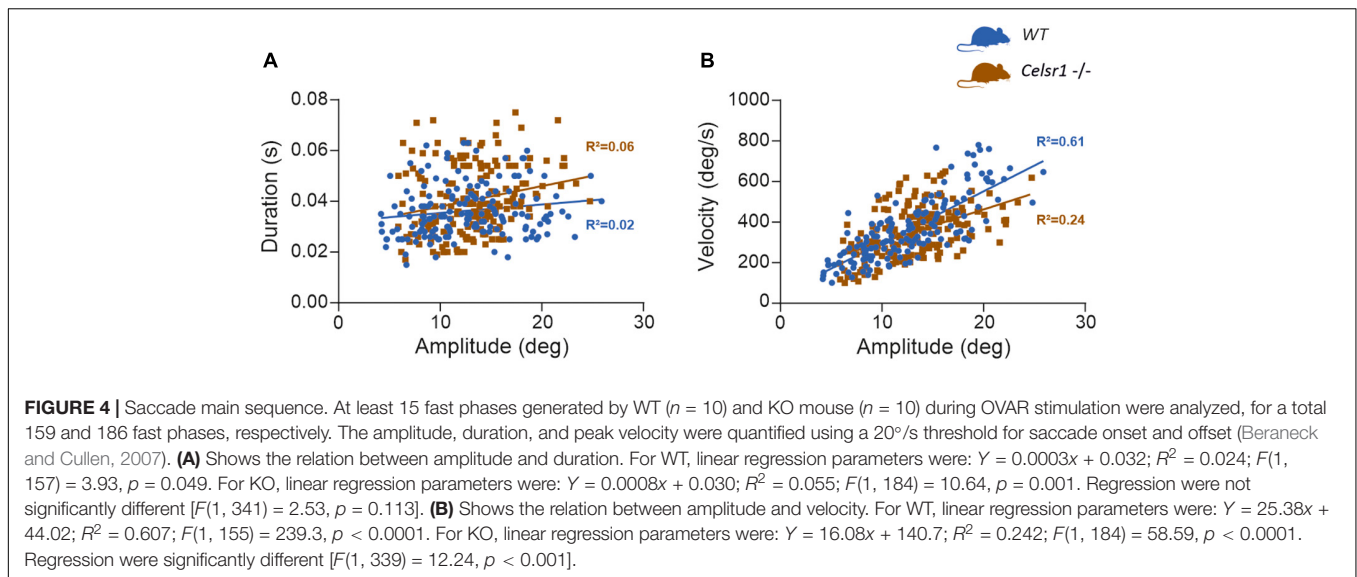 WT
Celsr1 -/-
A
0.08
0.06
0.04
0.02
0.00
Duration (s)
R²=0.06
R²=0.02
0
10
20
30
Amplitude (deg)
B
1000
800
600
400
200
0
Velocity (deg/s)
R²=0.61
R²=0.24
0
10
20
30
Amplitude (deg)
FIGURE 4 | Saccade main sequence. At least 15 fast phases generated by WT (n = 10) and KO mouse (n = 10) during OVAR stimulation were analyzed, for a total
159 and 186 fast phases, respectively. The amplitude, duration, and peak velocity were quantified using a 20°/s threshold for saccade onset and offset (Beraneck
and Cullen, 2007). (A) Shows the relation between amplitude and duration. For WT, linear regression parameters were: Y = 0.0003x + 0.032; R² = 0.024; F(1,
157) = 3.93, p = 0.049. For KO, linear regression parameters were: Y = 0.0008x + 0.030; R² = 0.055; F(1, 184) = 10.64, p = 0.001. Regression were not
significantly different [F(1, 341) = 2.53, p = 0.113]. (B) Shows the relation between amplitude and velocity. For WT, linear regression parameters were: Y = 25.38x +
44.02; R² = 0.607; F(1, 155) = 239.3, p < 0.0001. For KO, linear regression parameters were: Y = 16.08x + 140.7; R² = 0.242; F(1, 184) = 58.59, p < 0.0001.
Regression were significantly different [F(1, 339) = 12.24, p < 0.001].